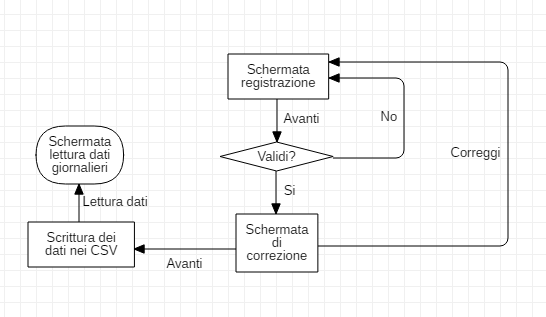 Schermata
registrazione
Avanti
No
Validi?
Correggi
Si
Schermata
di
correzione
Avanti
Scrittura dei
dati nei CSV
Lettura dati
Schermata
lettura dati
giornalieri